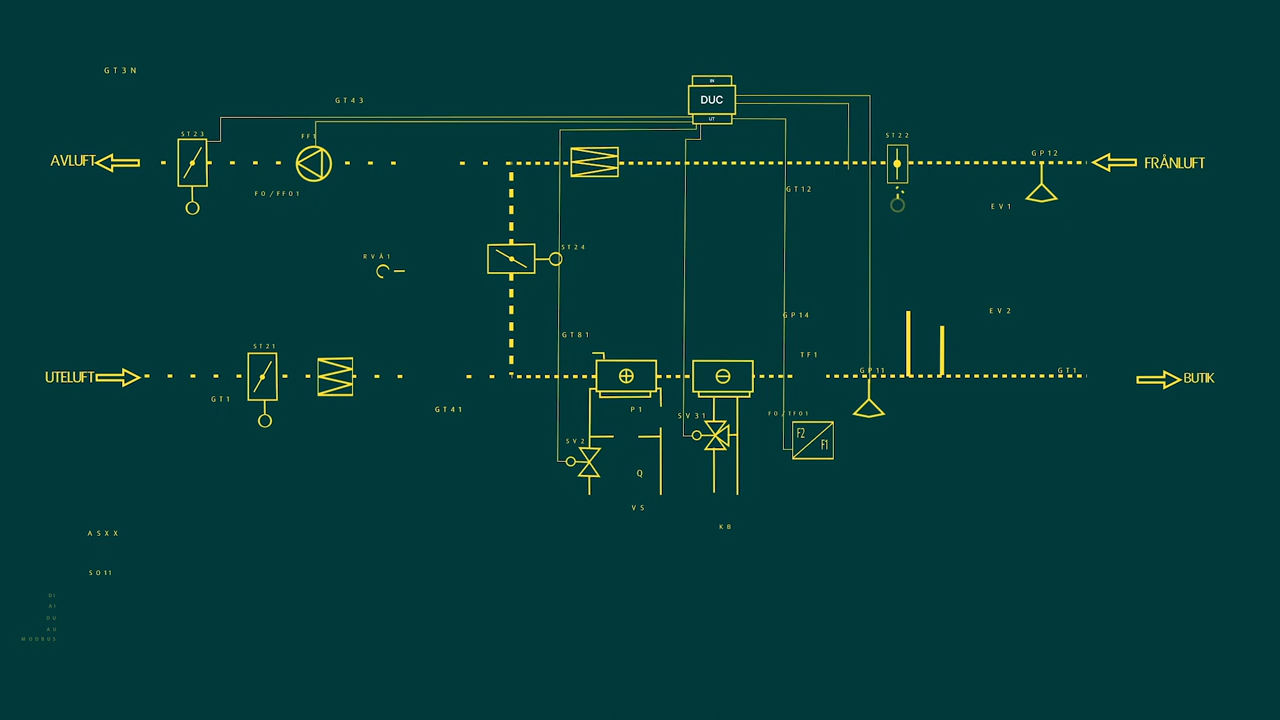 GT3N
IN
GT43
DUC
UT
ST23
FF1
ST22
GP12
AVLUFT
FRÅNLUFT
FO/FF01
GT12
EV1
ST24
RVÅ1
GP14
EV2
GT81
ST21
TF1
GP11
GT1
UTELUFT
BUTIK
GT1
GT41
P1
SV31
FO/TF01
F2
F1
SV2
Q
VS
KB
ASXX
SO11
DI
AI
DU
AU
MODBUS